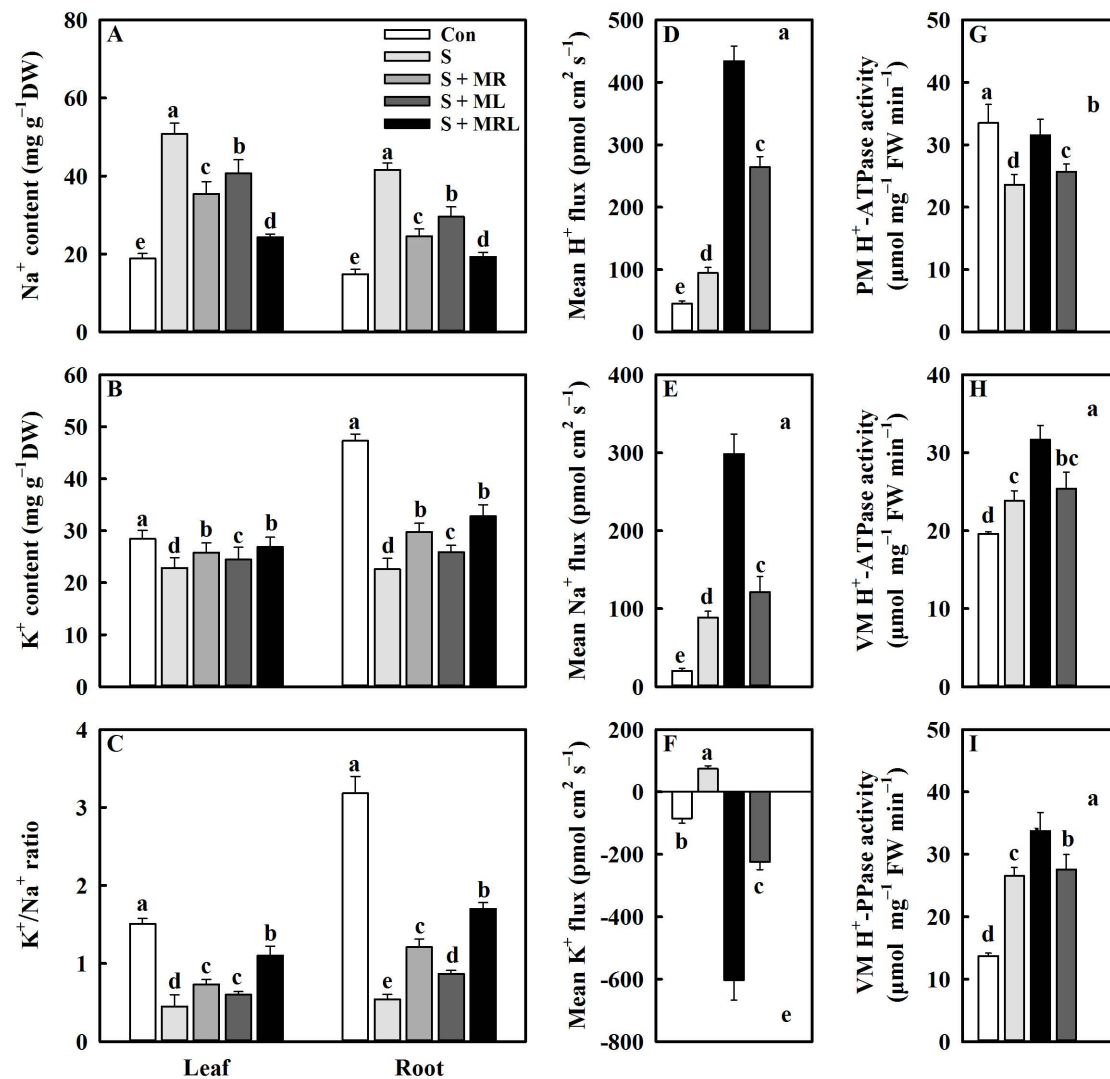 A
Na⁺ content (mg g⁻¹DW)
80
60
40
20
0
Con
S
S + MR
S + ML
S + MRL
e
a
c
b
d
e
a
c
b
d
B
K⁺ content (mg g⁻¹DW)
60
50
40
30
20
10
0
a
d
b
c
b
a
d
b
c
b
C
K⁺/Na⁺ ratio
4
3
2
1
0
a
d
c
c
b
a
e
c
d
b
Leaf
Root
D
Mean H⁺ flux (pmol cm² s⁻¹)
500
400
300
200
100
0
e
d
c
a
E
Mean Na⁺ flux (pmol cm² s⁻¹)
400
300
200
100
0
e
d
c
a
F
Mean K⁺ flux (pmol cm² s⁻¹)
200
0
-200
-400
-600
-800
b
a
c
e
G
PM H⁺-ATPase activity
(µmol mg⁻¹ FW min⁻¹)
50
40
30
20
10
0
a
d
c
b
H
VM H⁺-ATPase activity
(µmol mg⁻¹ FW min⁻¹)
40
30
20
10
0
d
c
bc
a
I
VM H⁺-PPase activity
(µmol mg⁻¹ FW min⁻¹)
50
40
30
20
10
0
d
c
b
a